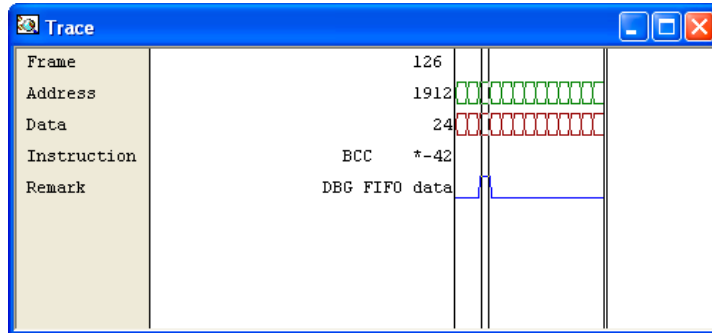 Trace
Frame 126
Address 1912
Data 24
Instruction BCC *-42
Remark DBG FIFO data